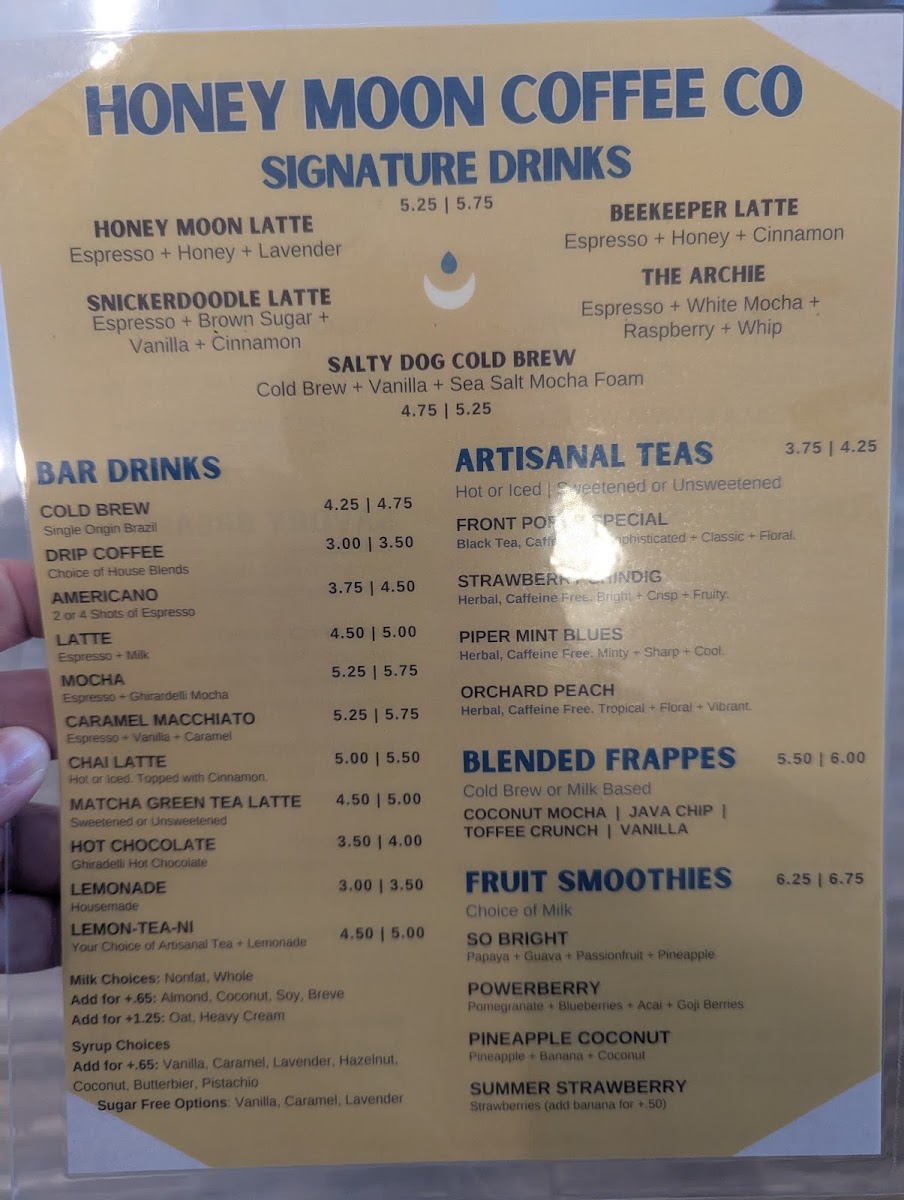 HONEY MOON COFFEE CO
SIGNATURE DRINKS
5.25 | 5.75
HONEY MOON LATTE
Espresso + Honey + Lavender
BEEKEEPER LATTE
Espresso + Honey + Cinnamon
SNICKERDOODLE LATTE
Espresso + Brown Sugar +
Vanilla + Cinnamon
THE ARCHIE
Espresso + White Mocha +
Raspberry + Whip
SALTY DOG COLD BREW
Cold Brew + Vanilla + Sea Salt Mocha Foam
4.75 | 5.25
BAR DRINKS
COLD BREW 4.25 | 4.75
Single Origin Brazil
DRIP COFFEE 3.00 | 3.50
Choice of House Blends
AMERICANO 3.75 | 4.50
2 or 4 Shots of Espresso
LATTE 4.50 | 5.00
Espresso + Milk
MOCHA 5.25 | 5.75
Espresso + Ghirardelli Mocha
CARAMEL MACCHIATO 5.25 | 5.75
Espresso + Vanilla + Caramel
CHAI LATTE 5.00 | 5.50
Hot or Iced. Topped with Cinnamon.
MATCHA GREEN TEA LATTE 4.50 | 5.00
Sweetened or Unsweetened
HOT CHOCOLATE 3.50 | 4.00
Ghiradelli Hot Chocolate
LEMONADE 3.00 | 3.50
Housemade
LEMON-TEA-NI 4.50 | 5.00
Your Choice of Artisanal Tea + Lemonade
Milk Choices: Nonfat, Whole
Add for +.65: Almond, Coconut, Soy, Breve
Add for +1.25: Oat, Heavy Cream
Syrup Choices
Add for +.65: Vanilla, Caramel, Lavender, Hazelnut,
Coconut, Butterbier, Pistachio
Sugar Free Options: Vanilla, Caramel, Lavender
ARTISANAL TEAS 3.75 | 4.25
Hot or Iced | Sweetened or Unsweetened
FRONT SPECIAL
Black Tea, Sophisticated + Classic + Floral.
STRAWBERRY
Herbal, Caffeine Free. Bright + Crisp + Fruity.
PIPER MINT BLUES
Herbal, Caffeine Free. Minty + Sharp + Cool.
ORCHARD PEACH
Herbal, Caffeine Free. Tropical + Floral + Vibrant.
BLENDED FRAPPES 5.50 | 6.00
Cold Brew or Milk Based
COCONUT MOCHA | JAVA CHIP |
TOFFEE CRUNCH | VANILLA
FRUIT SMOOTHIES 6.25 | 6.75
Choice of Milk
SO BRIGHT
Papaya + Guava + Passionfruit + Pineapple
POWERBERRY
Pomegranate + Blueberries + Acai + Goji Berries
PINEAPPLE COCONUT
Pineapple + Banana + Coconut
SUMMER STRAWBERRY
Strawberries (add banana for +.50)